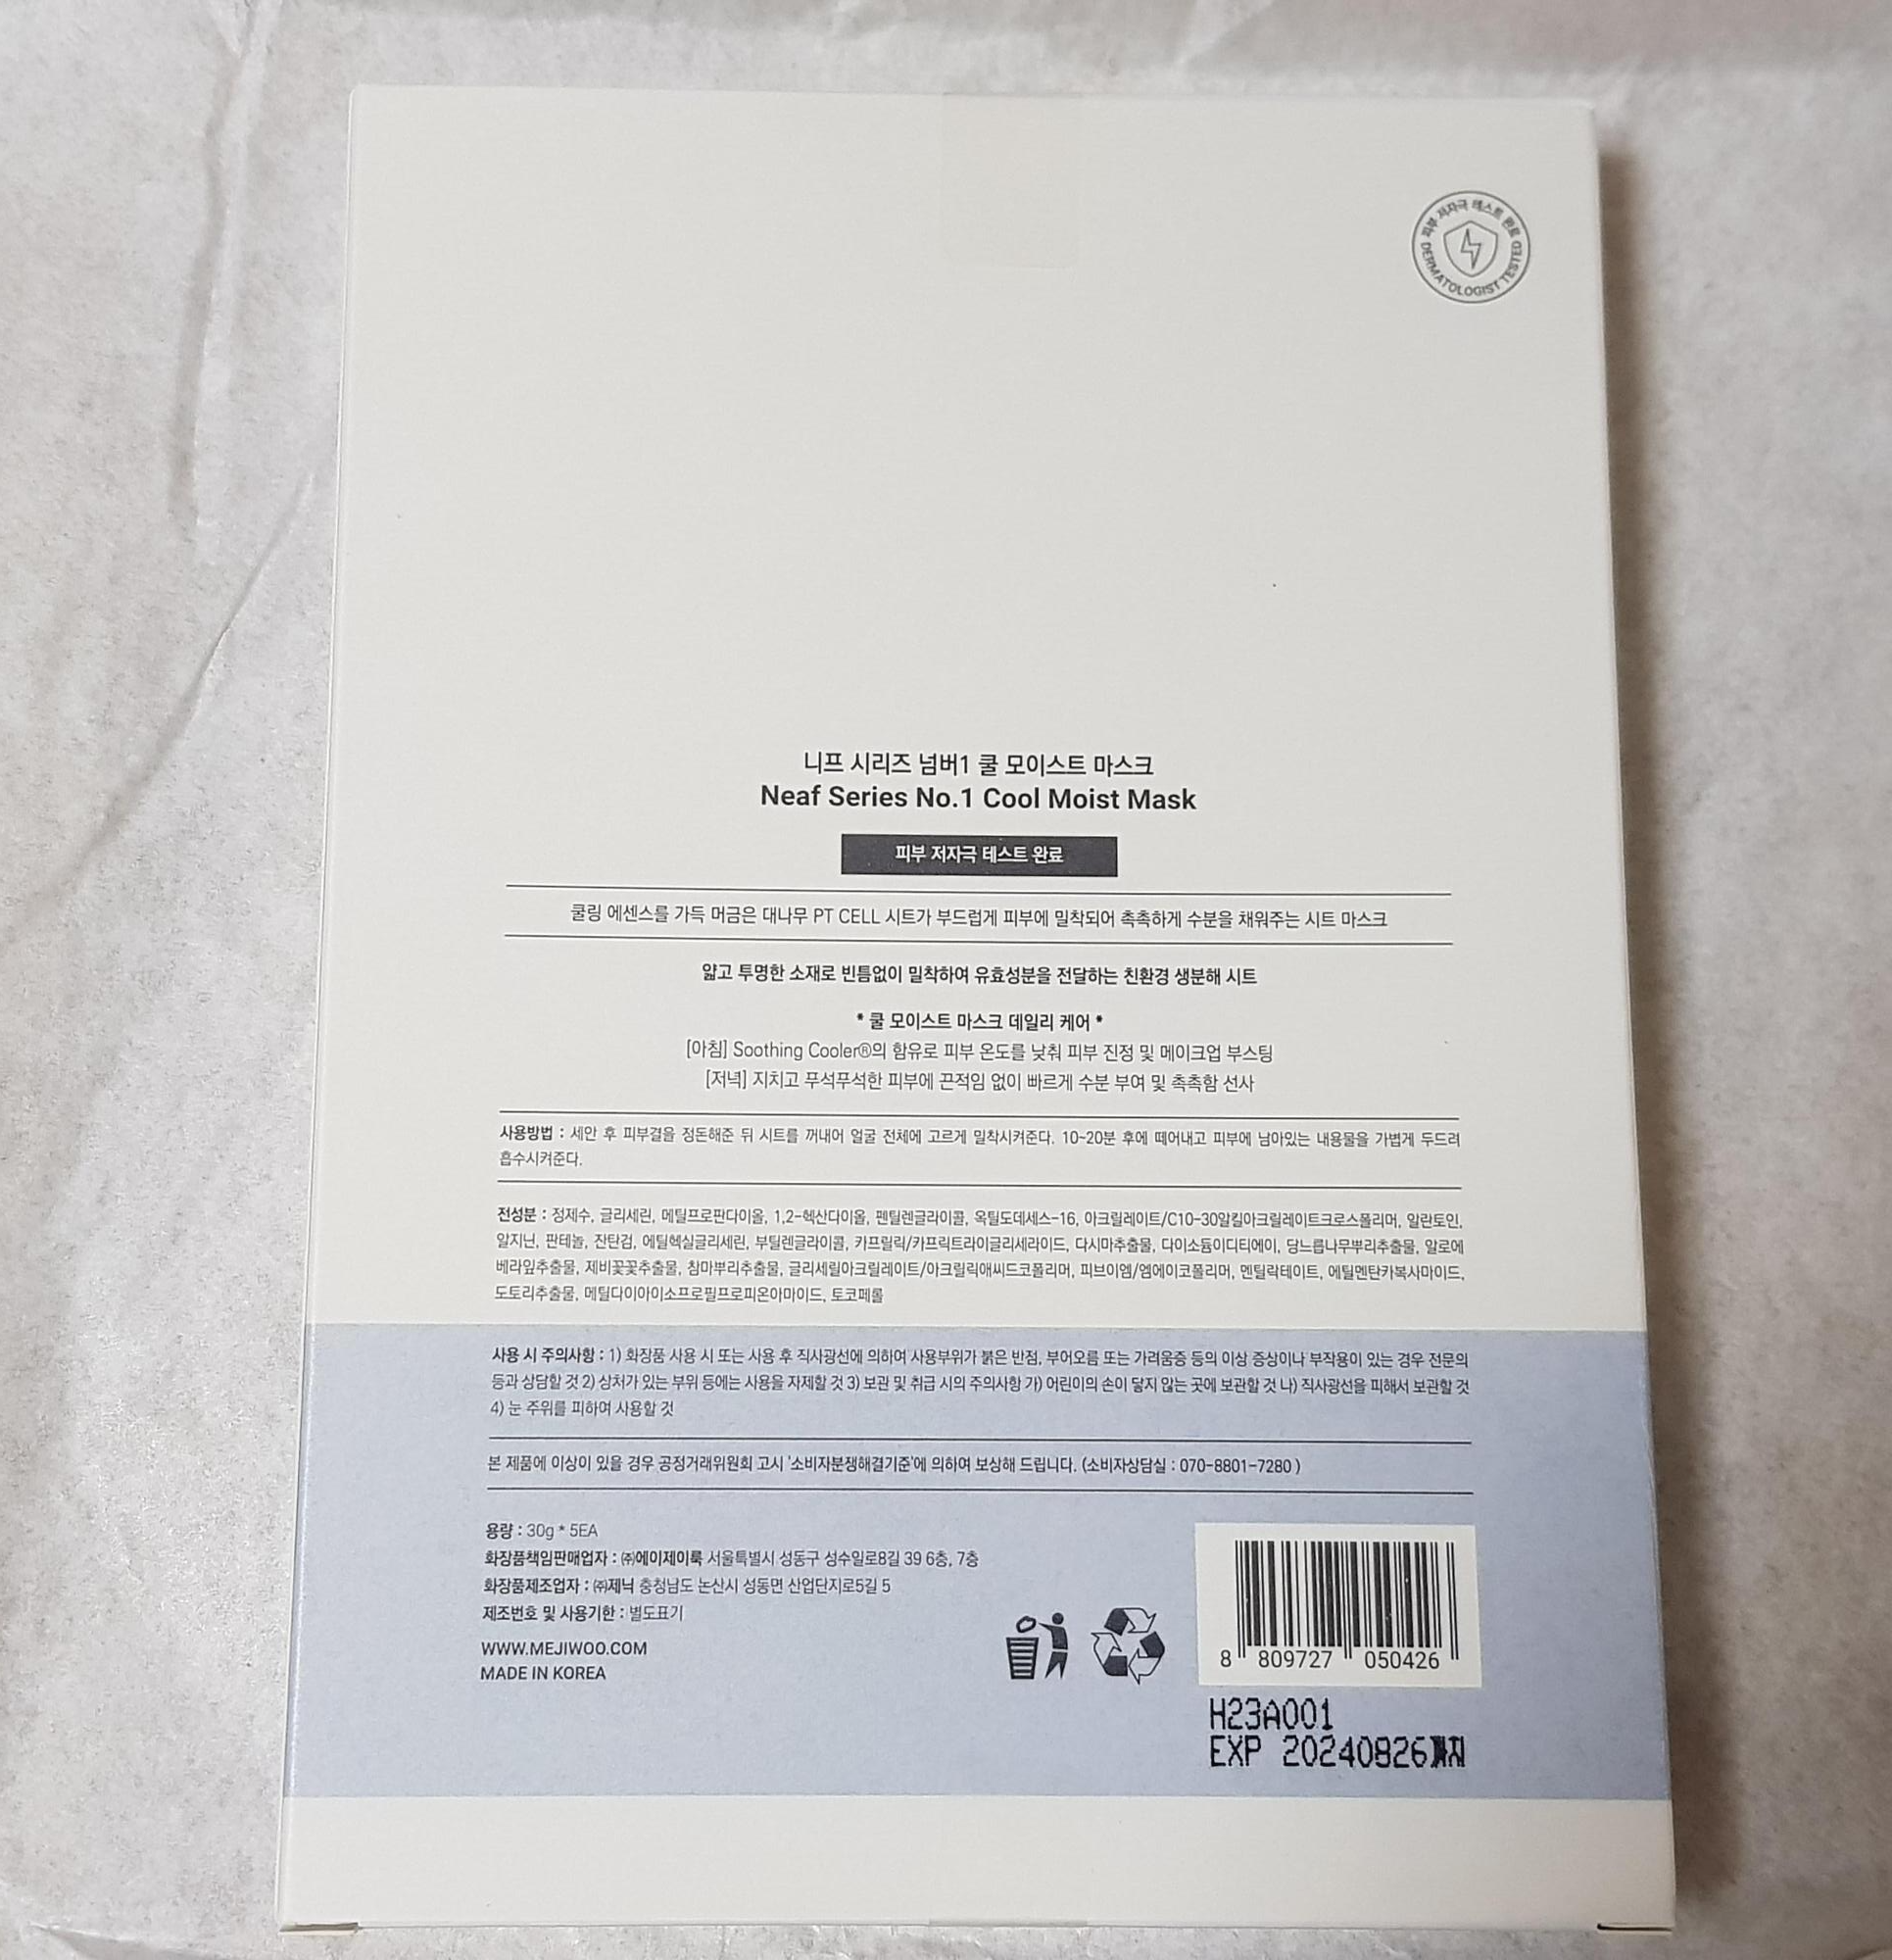 피부 저자극 테스트 완료
DERMATOLOGIST TESTED
니프 시리즈 넘버1 쿨 모이스트 마스크
Neaf Series No.1 Cool Moist Mask
피부 저자극 테스트 완료
쿨링 에센스를 가득 머금은 대나무 PT CELL 시트가 부드럽게 피부에 밀착되어 촉촉하게 수분을 채워주는 시트 마스크
얇고 투명한 소재로 빈틈없이 밀착하여 유효성분을 전달하는 친환경 생분해 시트
* 쿨 모이스트 마스크 데일리 케어 *
[아침] Soothing Cooler®의 함유로 피부 온도를 낮춰 피부 진정 및 메이크업 부스팅
[저녁] 지치고 푸석푸석한 피부에 끈적임 없이 빠르게 수분 부여 및 촉촉함 선사
사용방법 : 세안 후 피부결을 정돈해준 뒤 시트를 꺼내어 얼굴 전체에 고르게 밀착시켜준다. 10~20분 후에 떼어내고 피부에 남아있는 내용물을 가볍게 두드려
흡수시켜준다.
전성분 : 정제수, 글리세린, 메틸프로판다이올, 1,2-헥산다이올, 펜틸렌글라이콜, 옥틸도데세스-16, 아크릴레이트/C10-30알킬아크릴레이트크로스폴리머, 알란토인,
알지닌, 판테놀, 잔탄검, 에틸헥실글리세린, 부틸렌글라이콜, 카프릴릭/카프릭트라이글리세라이드, 다시마추출물, 다이소듐이디티에이, 당느릅나무뿌리추출물, 알로에
베라잎추출물, 제비꽃꽃추출물, 참마뿌리추출물, 글리세릴아크릴레이트/아크릴릭애씨드코폴리머, 피브이엠/엠에이코폴리머, 멘틸락테이트, 에틸멘탄카복사마이드,
도토리추출물, 메틸다이아이소프로필프로피온아마이드, 토코페롤
사용 시 주의사항 : 1) 화장품 사용 시 또는 사용 후 직사광선에 의하여 사용부위가 붉은 반점, 부어오름 또는 가려움증 등의 이상 증상이나 부작용이 있는 경우 전문의
등과 상담할 것 2) 상처가 있는 부위 등에는 사용을 자제할 것 3) 보관 및 취급 시의 주의사항 가) 어린이의 손이 닿지 않는 곳에 보관할 것 나) 직사광선을 피해서 보관할 것
4) 눈 주위를 피하여 사용할 것
본 제품에 이상이 있을 경우 공정거래위원회 고시 '소비자분쟁해결기준'에 의하여 보상해 드립니다. (소비자상담실 : 070-8801-7280 )
용량 : 30g * 5EA
화장품책임판매업자 : ㈜에이제이룩 서울특별시 성동구 성수일로8길 39 6층, 7층
화장품제조업자 : ㈜제닉 충청남도 논산시 성동면 산업단지로5길 5
제조번호 및 사용기한 : 별도표기
WWW.MEJIWOO.COM
MADE IN KOREA
8 809727 050426
H23A001
EXP 20240826까지